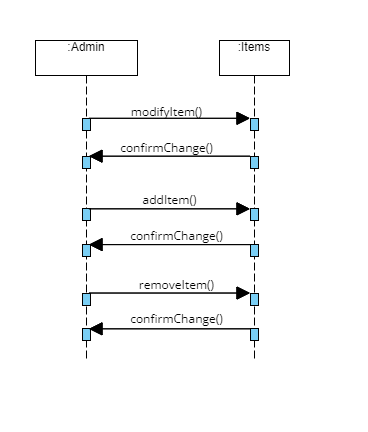 :Admin
:Items
modifyItem()
confirmChange()
addItem()
confirmChange()
removeItem()
confirmChange()